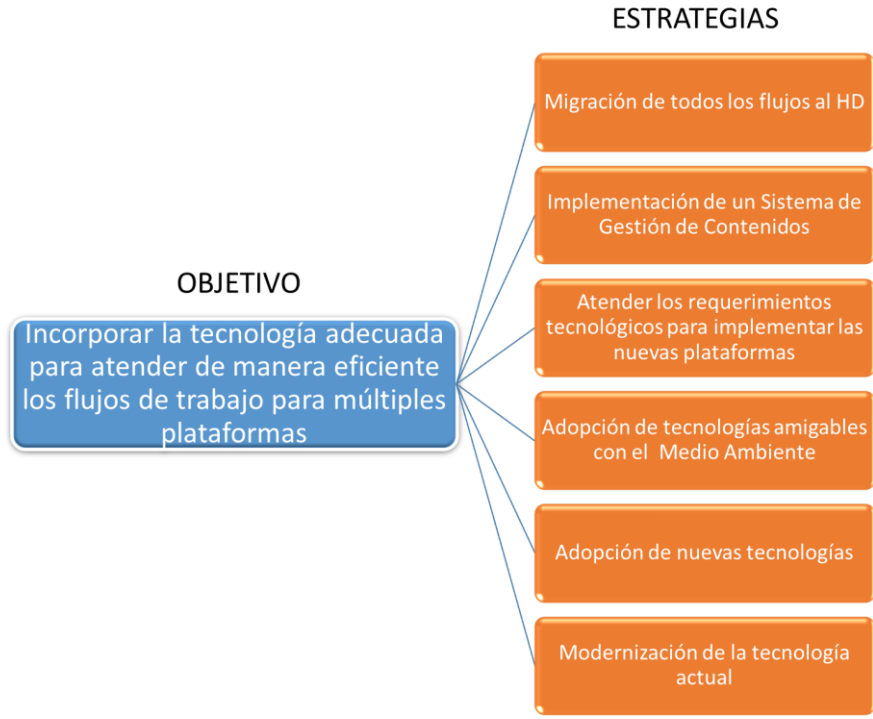 ESTRATEGIAS
Migración de todos los flujos al HD
Implementación de un Sistema de
Gestión de Contenidos
OBJETIVO
Incorporar la tecnología adecuada
para atender de manera eficiente
los flujos de trabajo para múltiples
plataformas
Atender los requerimientos
tecnológicos para implementar las
nuevas plataformas
Adopción de tecnologías amigables
con el  Medio Ambiente
Adopción de nuevas tecnologías
Modernización de la tecnología
actual